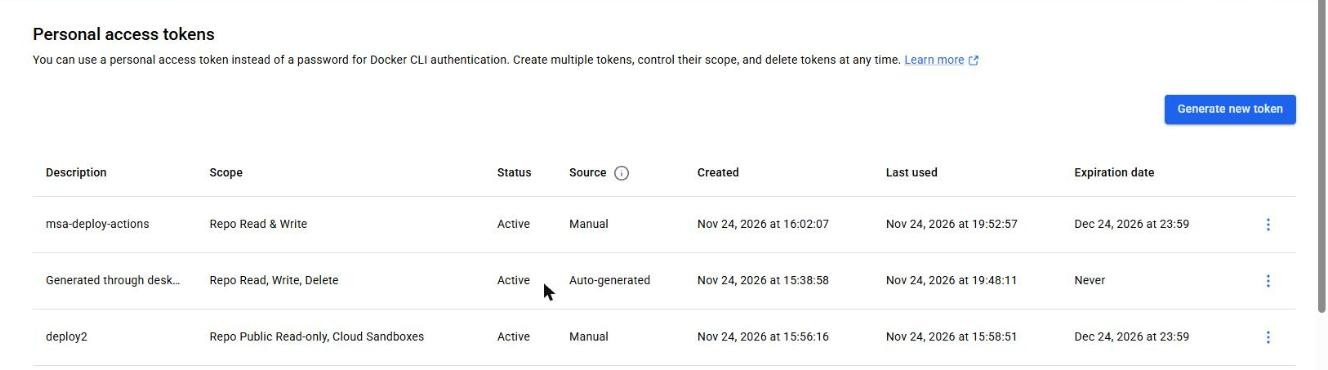 Personal access tokens
You can use a personal access token instead of a password for Docker CLI authentication. Create multiple tokens, control their scope, and delete tokens at any time. Learn more
Generate new token
Description Scope Status Source Created Last used Expiration date
msa-deploy-actions Repo Read & Write Active Manual Nov 24, 2026 at 16:02:07 Nov 24, 2026 at 19:52:57 Dec 24, 2026 at 23:59
Generated through desk... Repo Read, Write, Delete Active Auto-generated Nov 24, 2026 at 15:38:58 Nov 24, 2026 at 19:48:11 Never
deploy2 Repo Public Read-only, Cloud Sandboxes Active Manual Nov 24, 2026 at 15:56:16 Nov 24, 2026 at 15:58:51 Dec 24, 2026 at 23:59